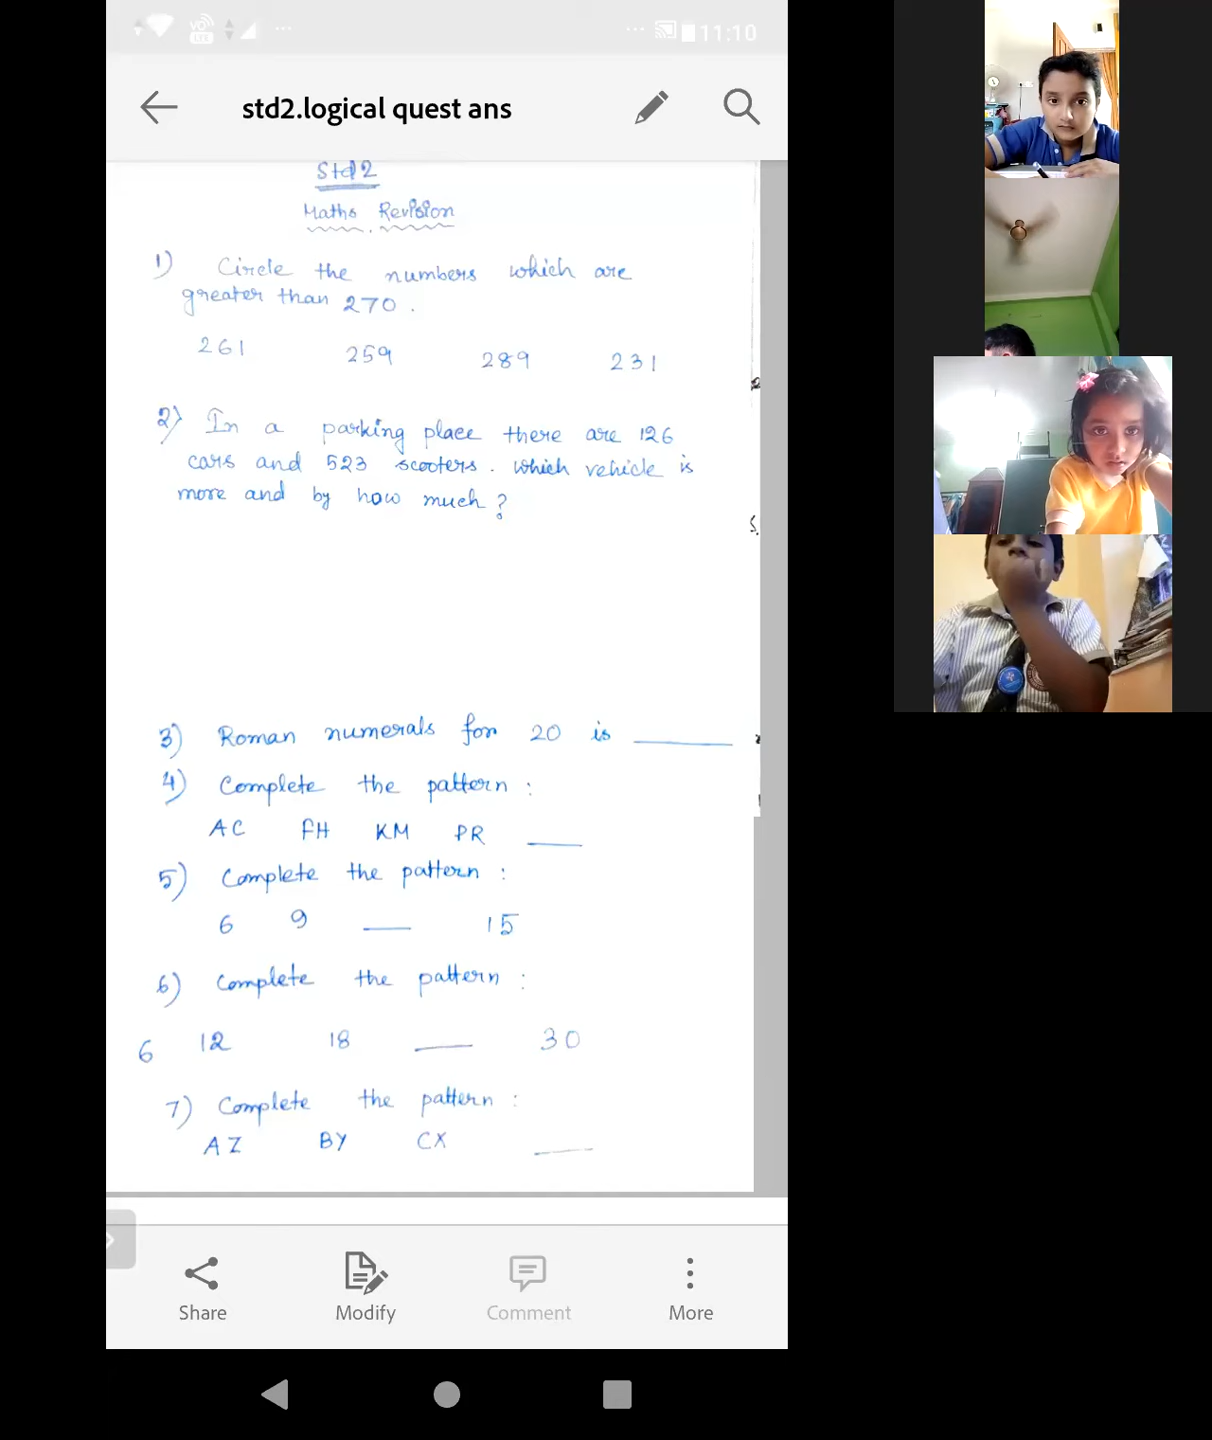 VO LTE
11:10
std2.logical quest ans
Std 2
Maths Revision
1) Circle the numbers which are
greater than 270.
261 259 289 231
2) In a parking place there are 126
cars and 523 scooters. which vehicle is
more and by how much?
3) Roman numerals for 20 is
4) Complete the pattern :
AC FH KM PR
5) Complete the pattern :
6 9 15
6) Complete the pattern :
6 12 18 30
7) Complete the pattern :
AZ BY CX
Share Modify Comment More